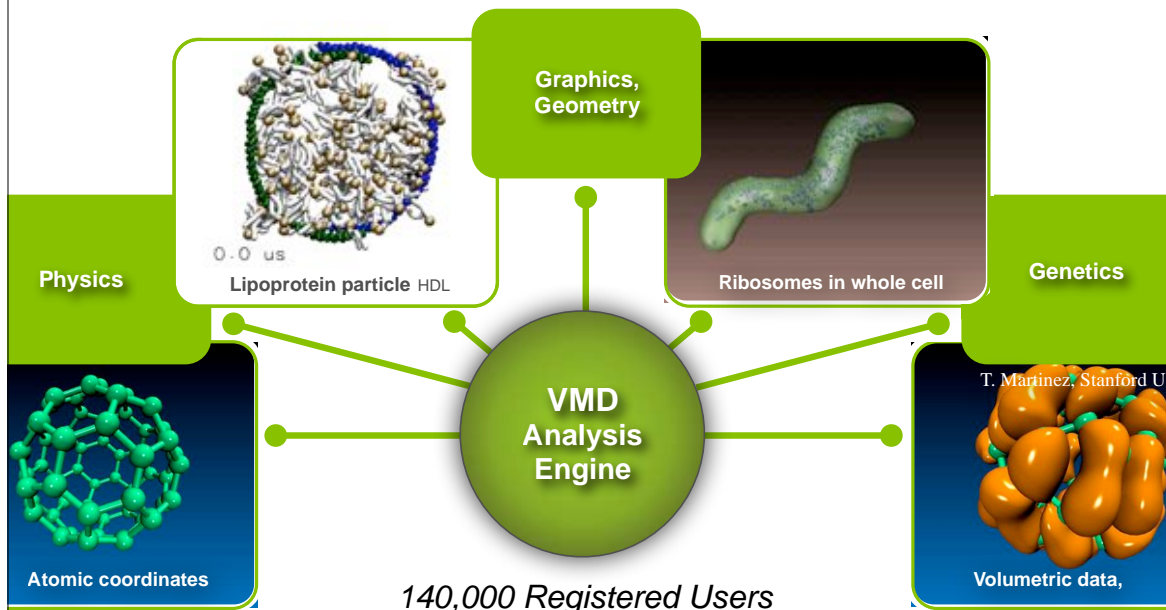 Graphics,
Geometry
0.0 us
Lipoprotein particle HDL
Ribosomes in whole cell
Physics
Genetics
T. Martinez, Stanford U
VMD
Analysis
Engine
Atomic coordinates
Volumetric data,
140,000 Registered Users